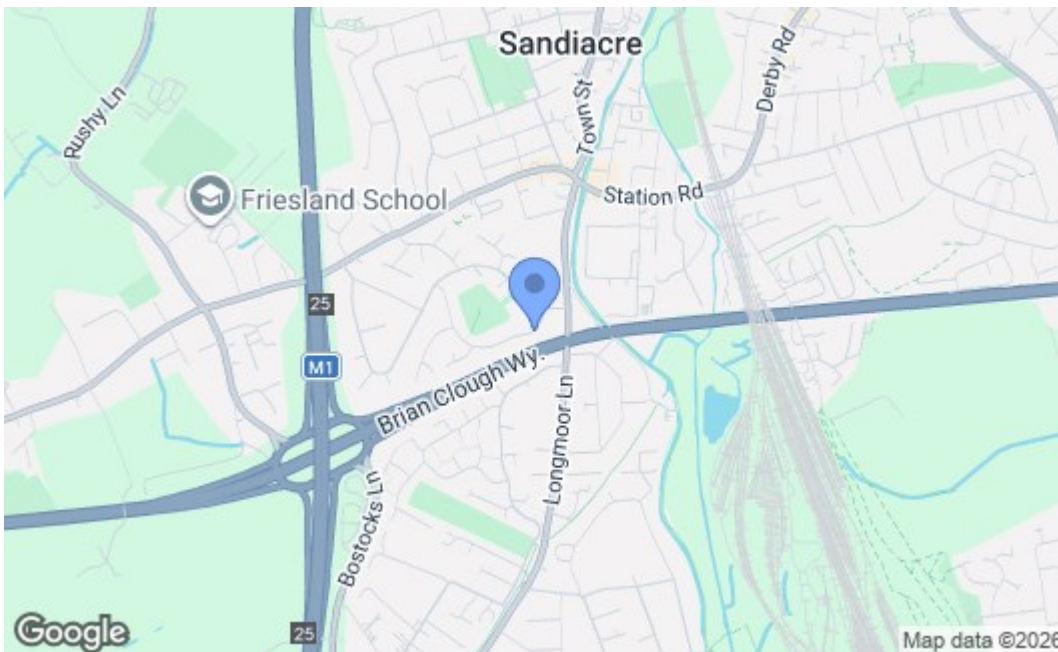 Sandiacre
Rushy Ln
Derby Rd
Town St
Station Rd
Friesland School
25
M1
Brian Clough Wy.
Longmoor Ln
Bostocks Ln
25
Google
Map data ©2026